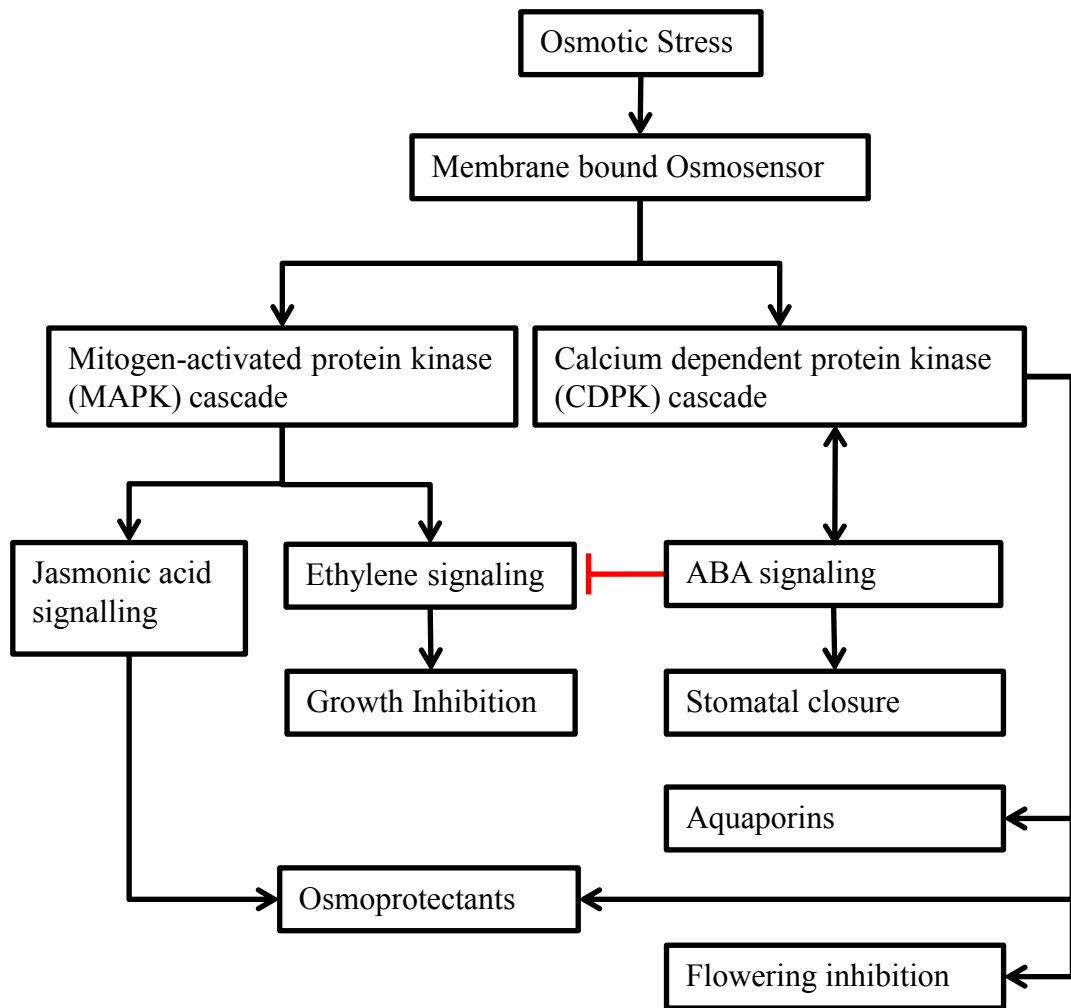 Osmotic Stress
Membrane bound Osmosensor
Mitogen-activated protein kinase
(MAPK) cascade
Calcium dependent protein kinase
(CDPK) cascade
Jasmonic acid
signalling
Ethylene signaling
ABA signaling
Growth Inhibition
Stomatal closure
Aquaporins
Osmoprotectants
Flowering inhibition